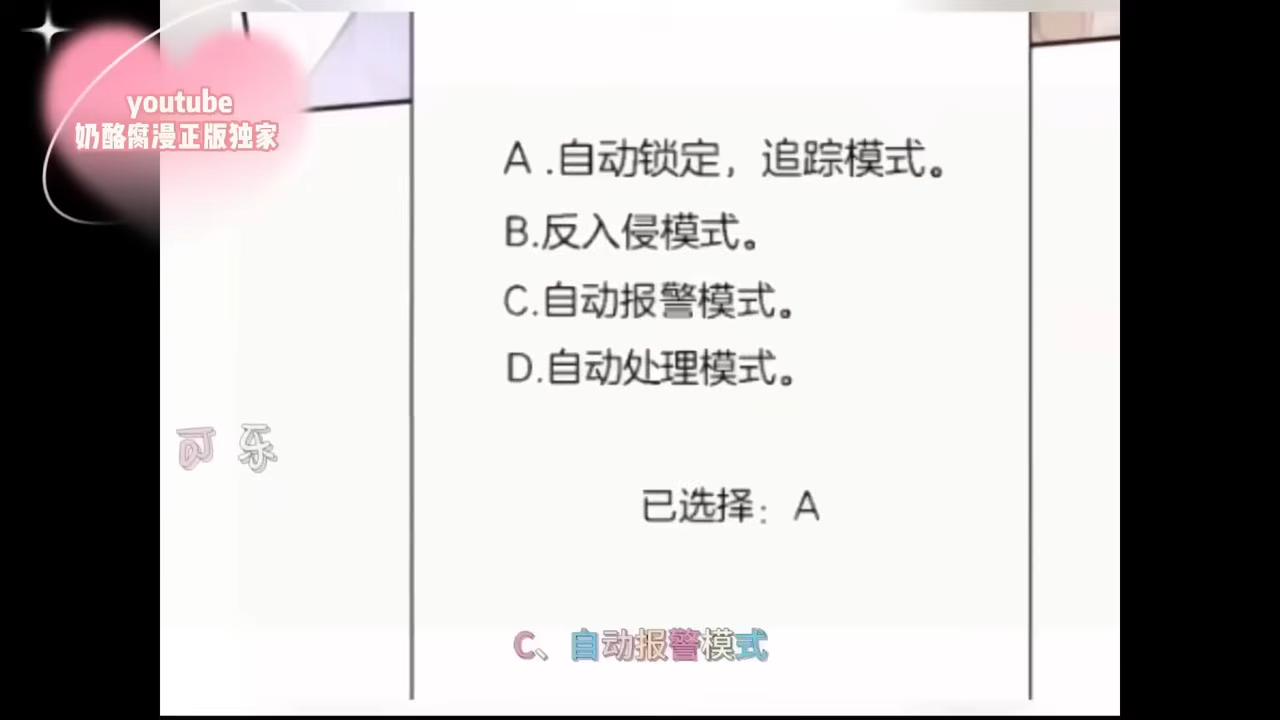 youtube
奶酪腐漫正版独家
A .自动锁定，追踪模式。
B.反入侵模式。
C.自动报警模式。
D.自动处理模式。
可乐
已选择：A
C、自动报警模式